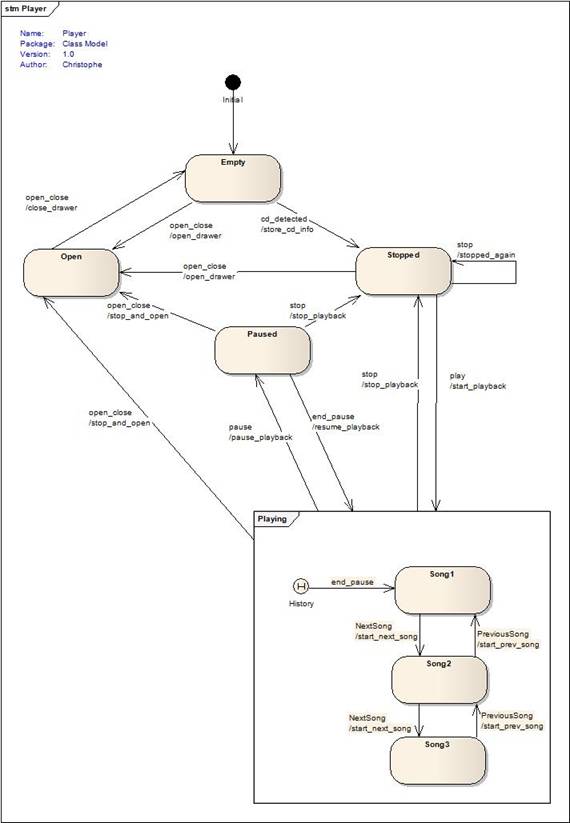 stm Player
Name: Player
Package: Class Model
Version: 1.0
Author: Christophe
Initial
Empty
open_close
/close_drawer
open_close
/open_drawer
cd_detected
/store_cd_info
Open
Stopped
stop
/stopped_again
open_close
/open_drawer
open_close
/stop_and_open
stop
/stop_playback
Paused
stop
/stop_playback
play
/start_playback
open_close
/stop_and_open
pause
/pause_playback
end_pause
/resume_playback
Playing
H
History
end_pause
Song1
NextSong
/start_next_song
PreviousSong
/start_prev_song
Song2
NextSong
/start_next_song
PreviousSong
/start_prev_song
Song3